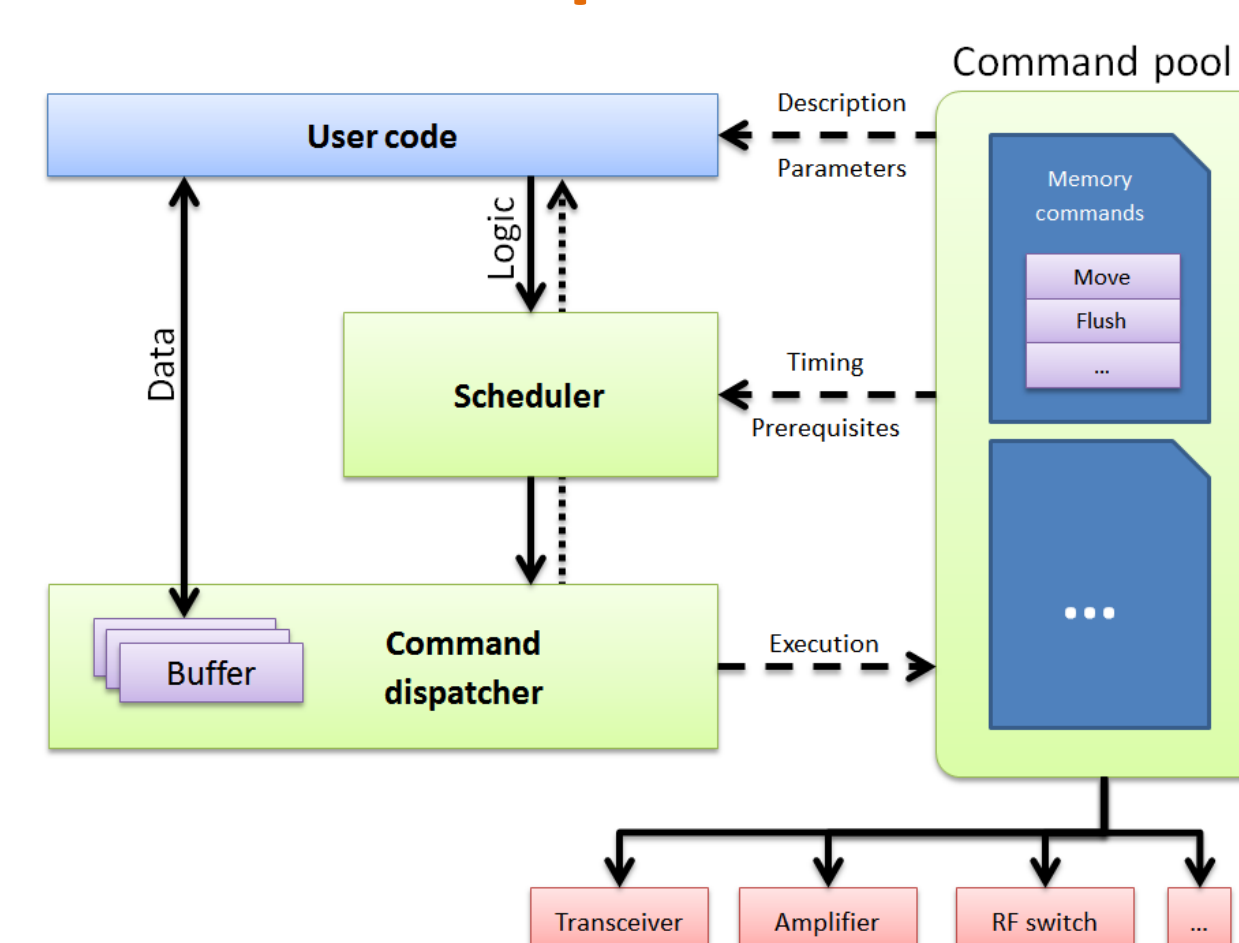 Command pool
Description
User code
Parameters
Memory
commands
Logic
Move
Flush
...
Data
Timing
Scheduler
Prerequisites
...
Command
dispatcher
Execution
Buffer
Transceiver
Amplifier
RF switch
...